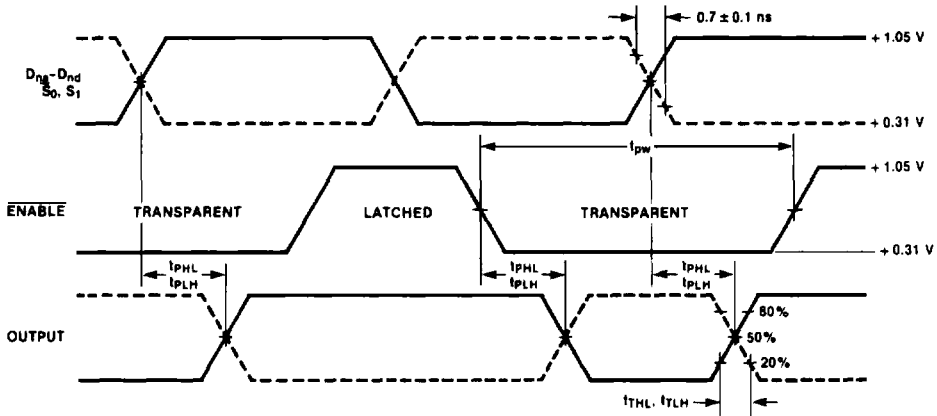 0.7 ± 0.1 ns
+ 1.05 V
Dna-Dnd
S0, S1
+ 0.31 V
tpw
+ 1.05 V
ENABLE
TRANSPARENT
LATCHED
TRANSPARENT
+ 0.31 V
tPHL
tPLH
tPHL
tPLH
tPHL
tPLH
80%
OUTPUT
50%
20%
tTHL, tTLH